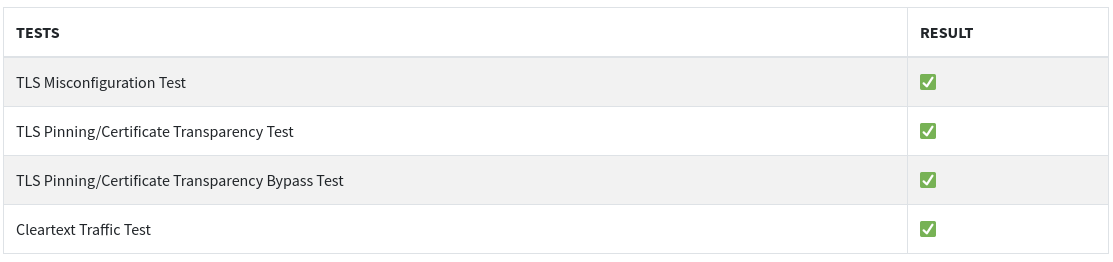 TESTS RESULT
TLS Misconfiguration Test ✅
TLS Pinning/Certificate Transparency Test ✅
TLS Pinning/Certificate Transparency Bypass Test ✅
Cleartext Traffic Test ✅